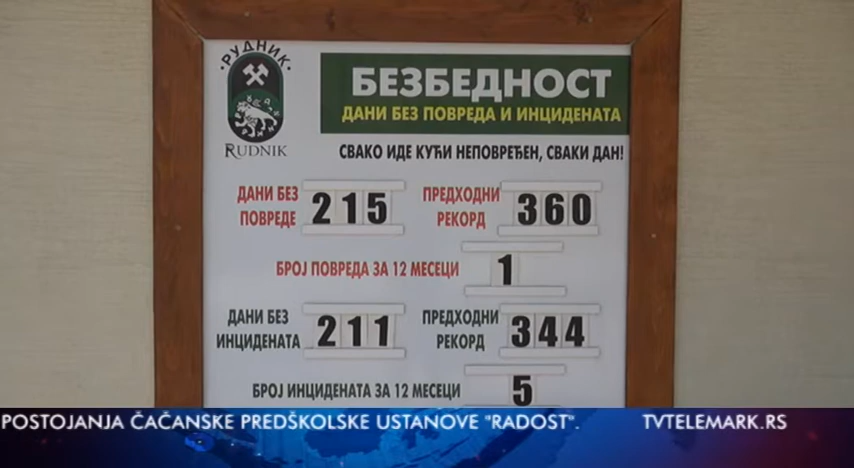 РУДНИК
RUDNIK
БЕЗБЕДНОСТ
ДАНИ БЕЗ ПОВРЕДА И ИНЦИДЕНАТА
СВАКО ИДЕ КУЋИ НЕПОВРЕЂЕН, СВАКИ ДАН!
ДАНИ БЕЗ
ПОВРЕДЕ
215
ПРЕДХОДНИ
РЕКОРД
360
БРОЈ ПОВРЕДА ЗА 12 МЕСЕЦИ 1
ДАНИ БЕЗ
ИНЦИДЕНАТА
211
ПРЕДХОДНИ
РЕКОРД
344
БРОЈ ИНЦИДЕНАТА ЗА 12 МЕСЕЦИ 5
POSTOJANJA ČAČANSKE PREDŠKOLSKE USTANOVE "RADOST". TVTELEMARK.RS